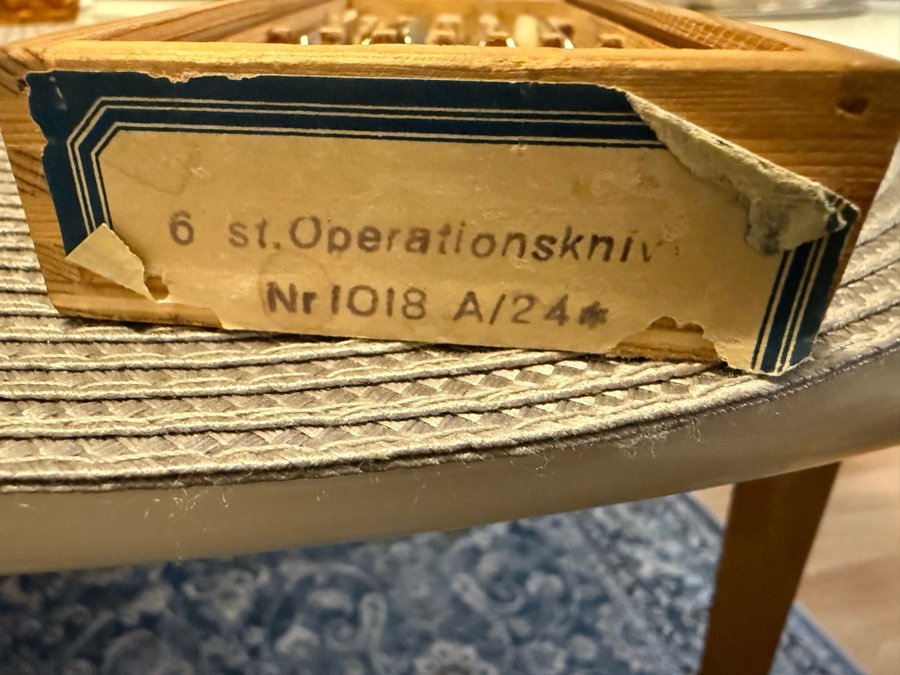 6 st. Operationskniv
Nr 1018 A/24*